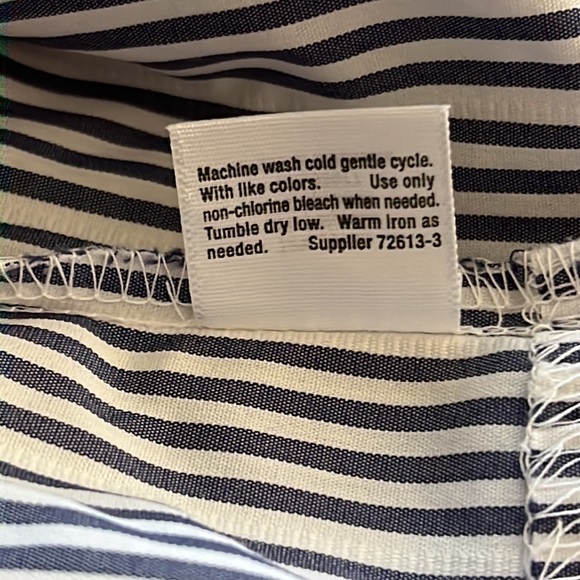 Machine wash cold gentle cycle.
With like colors. Use only
non-chlorine bleach when needed.
Tumble dry low. Warm iron as
needed. Supplier 72613-3